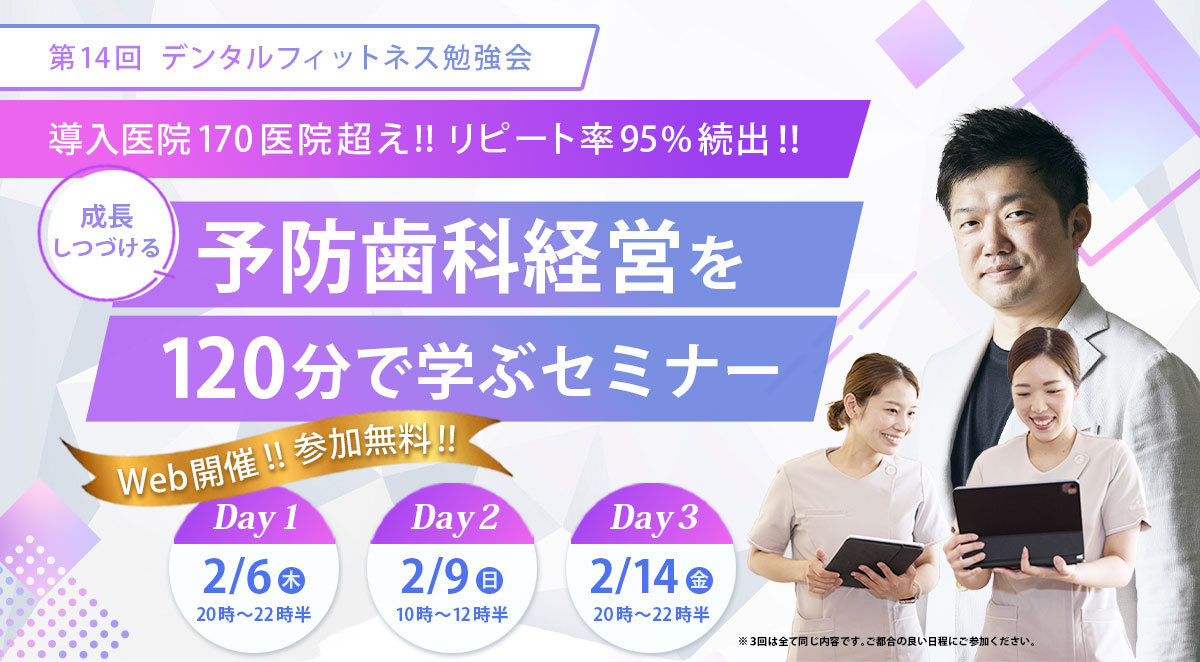 第14回 デンタルフィットネス勉強会
導入医院170医院超え!! リピート率95%続出!!
成長
しつづける
予防歯科経営を
120分で学ぶセミナー
Web開催!! 参加無料!!
Day 1
2/6 木
20時〜22時半
Day 2
2/9 日
10時〜12時半
Day 3
2/14 金
20時〜22時半
※3回は全て同じ内容です。ご都合の良い日程にご参加ください。